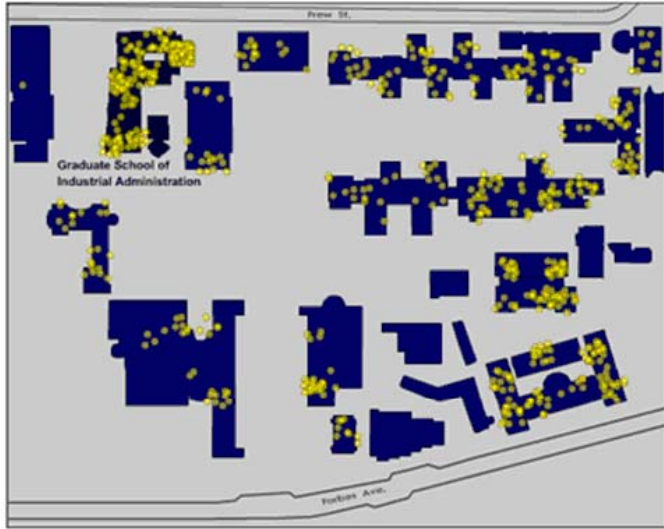 Frew St.
Graduate School of
Industrial Administration
Forbes Ave.